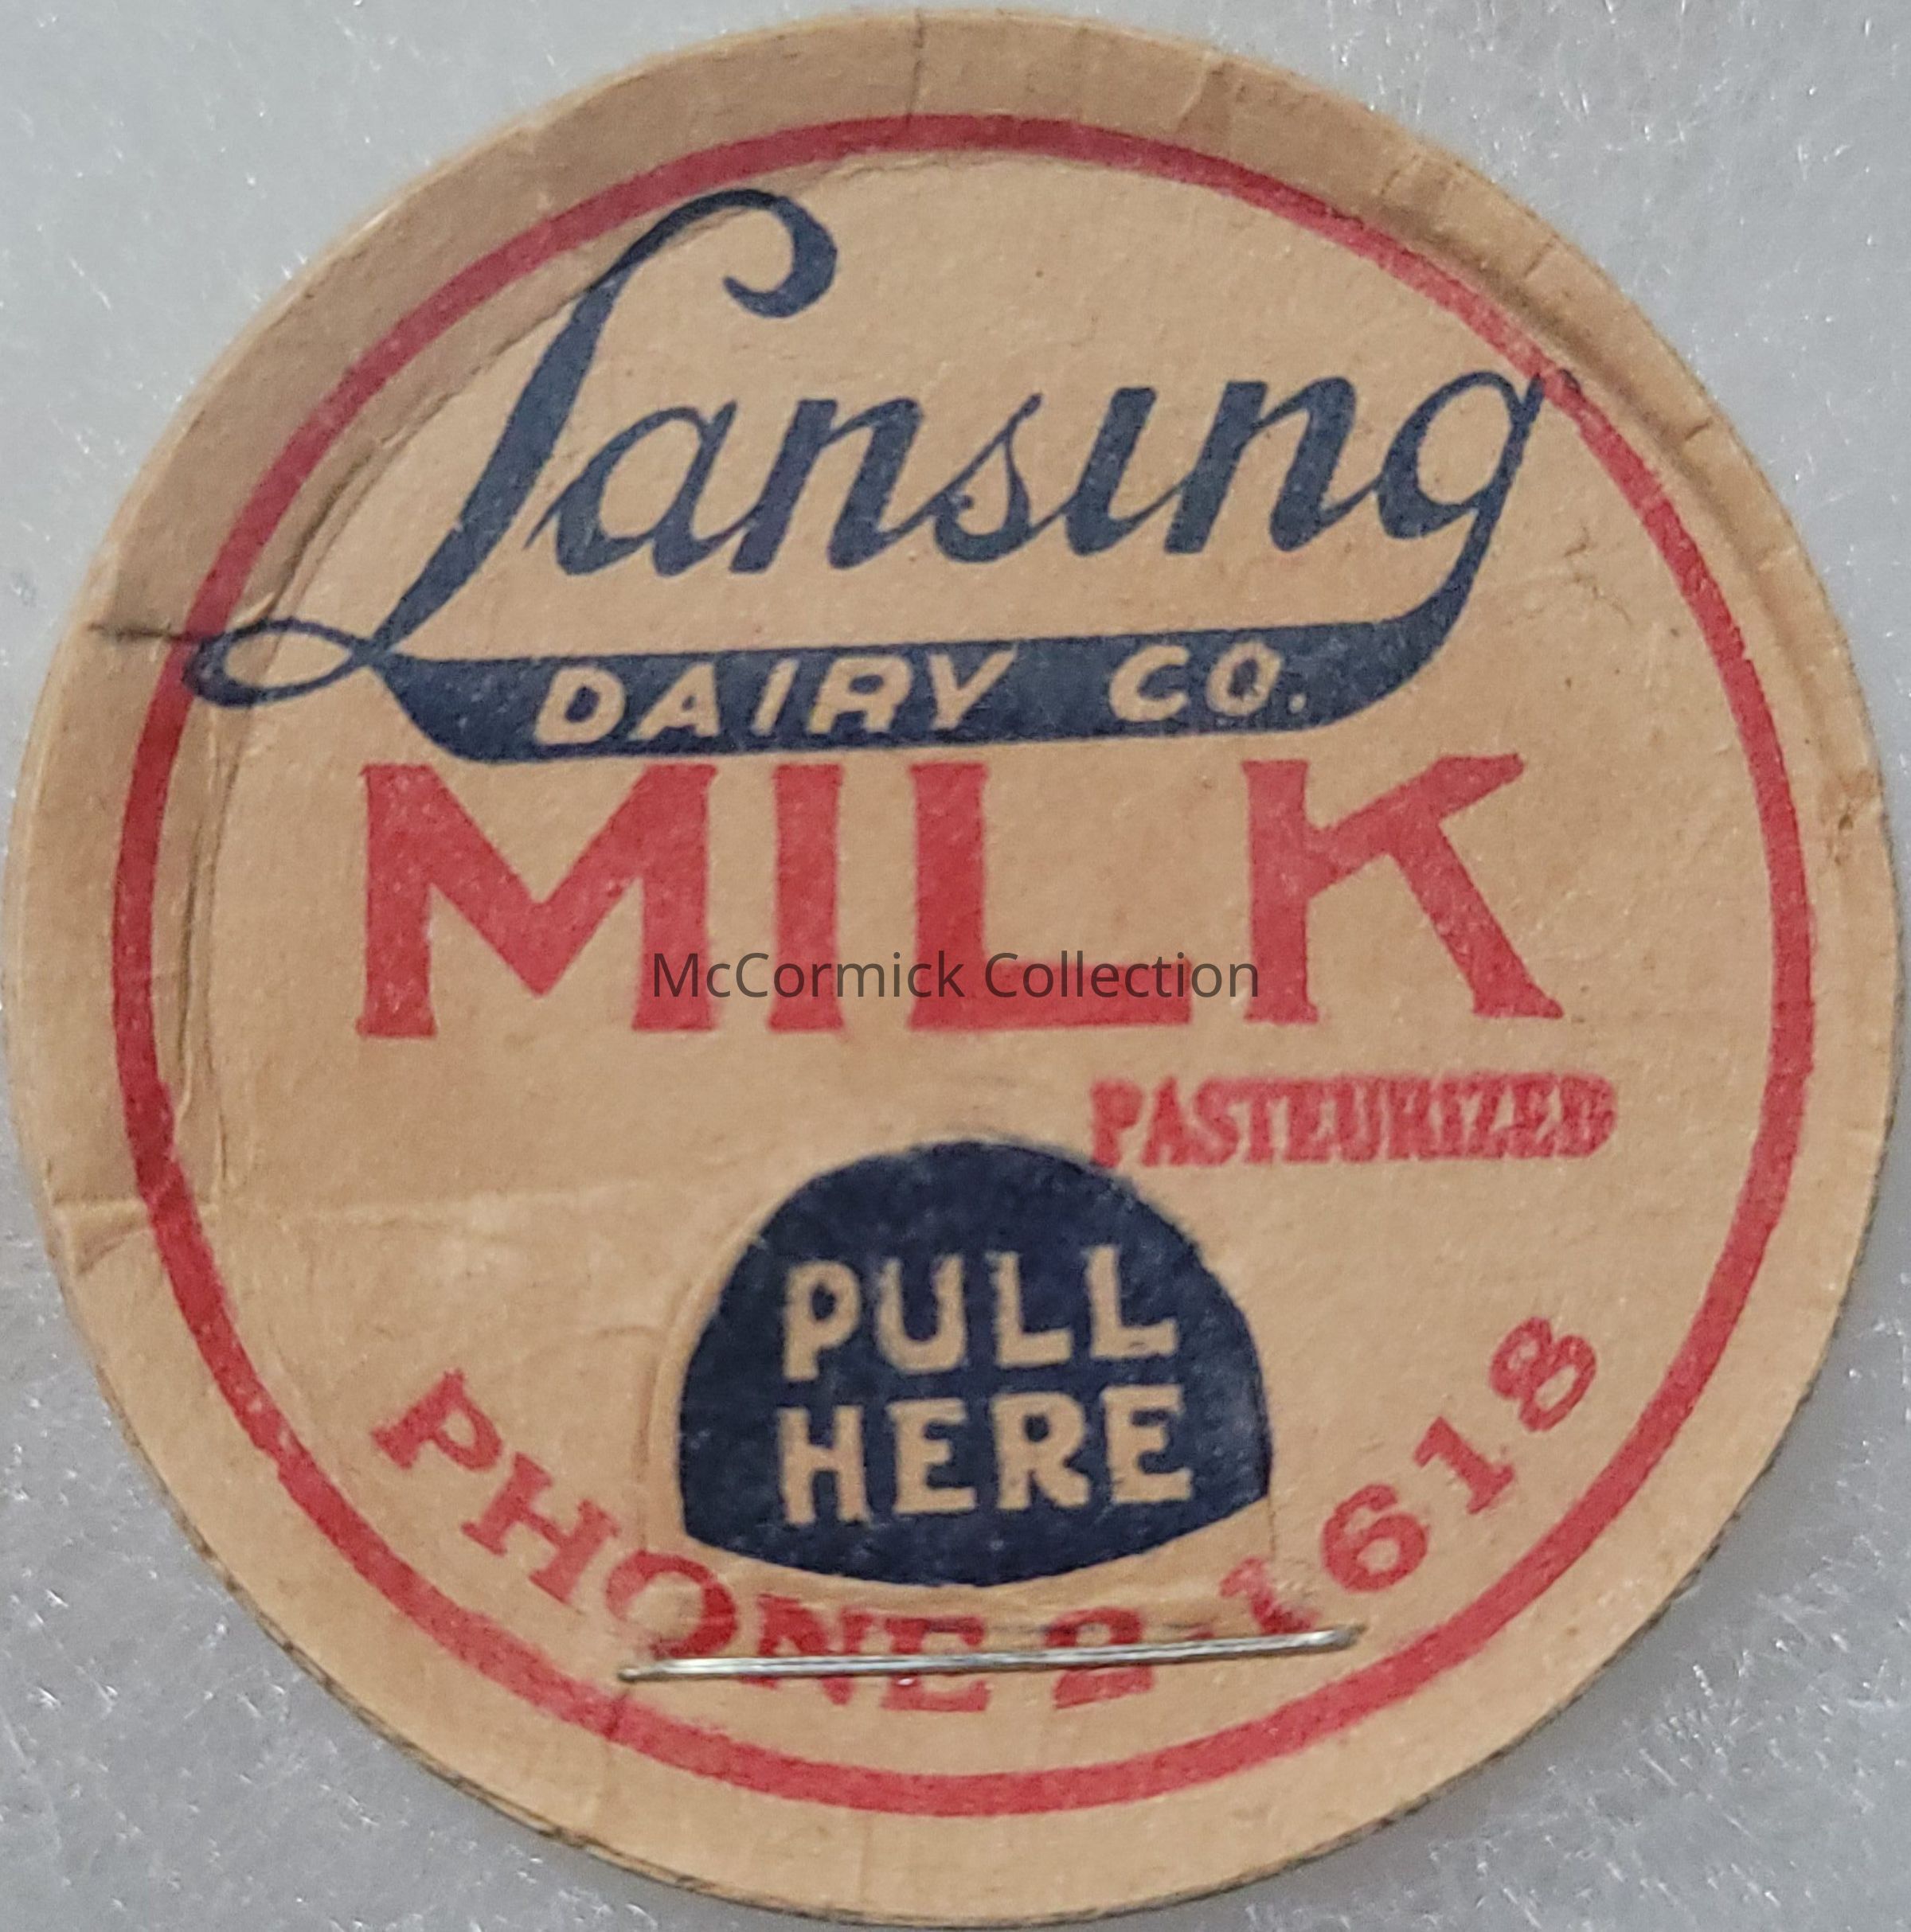 Lansing
DAIRY CO.
MILK
McCormick Collection
PASTEURIZED
PULL
HERE
PHONE 2-1618